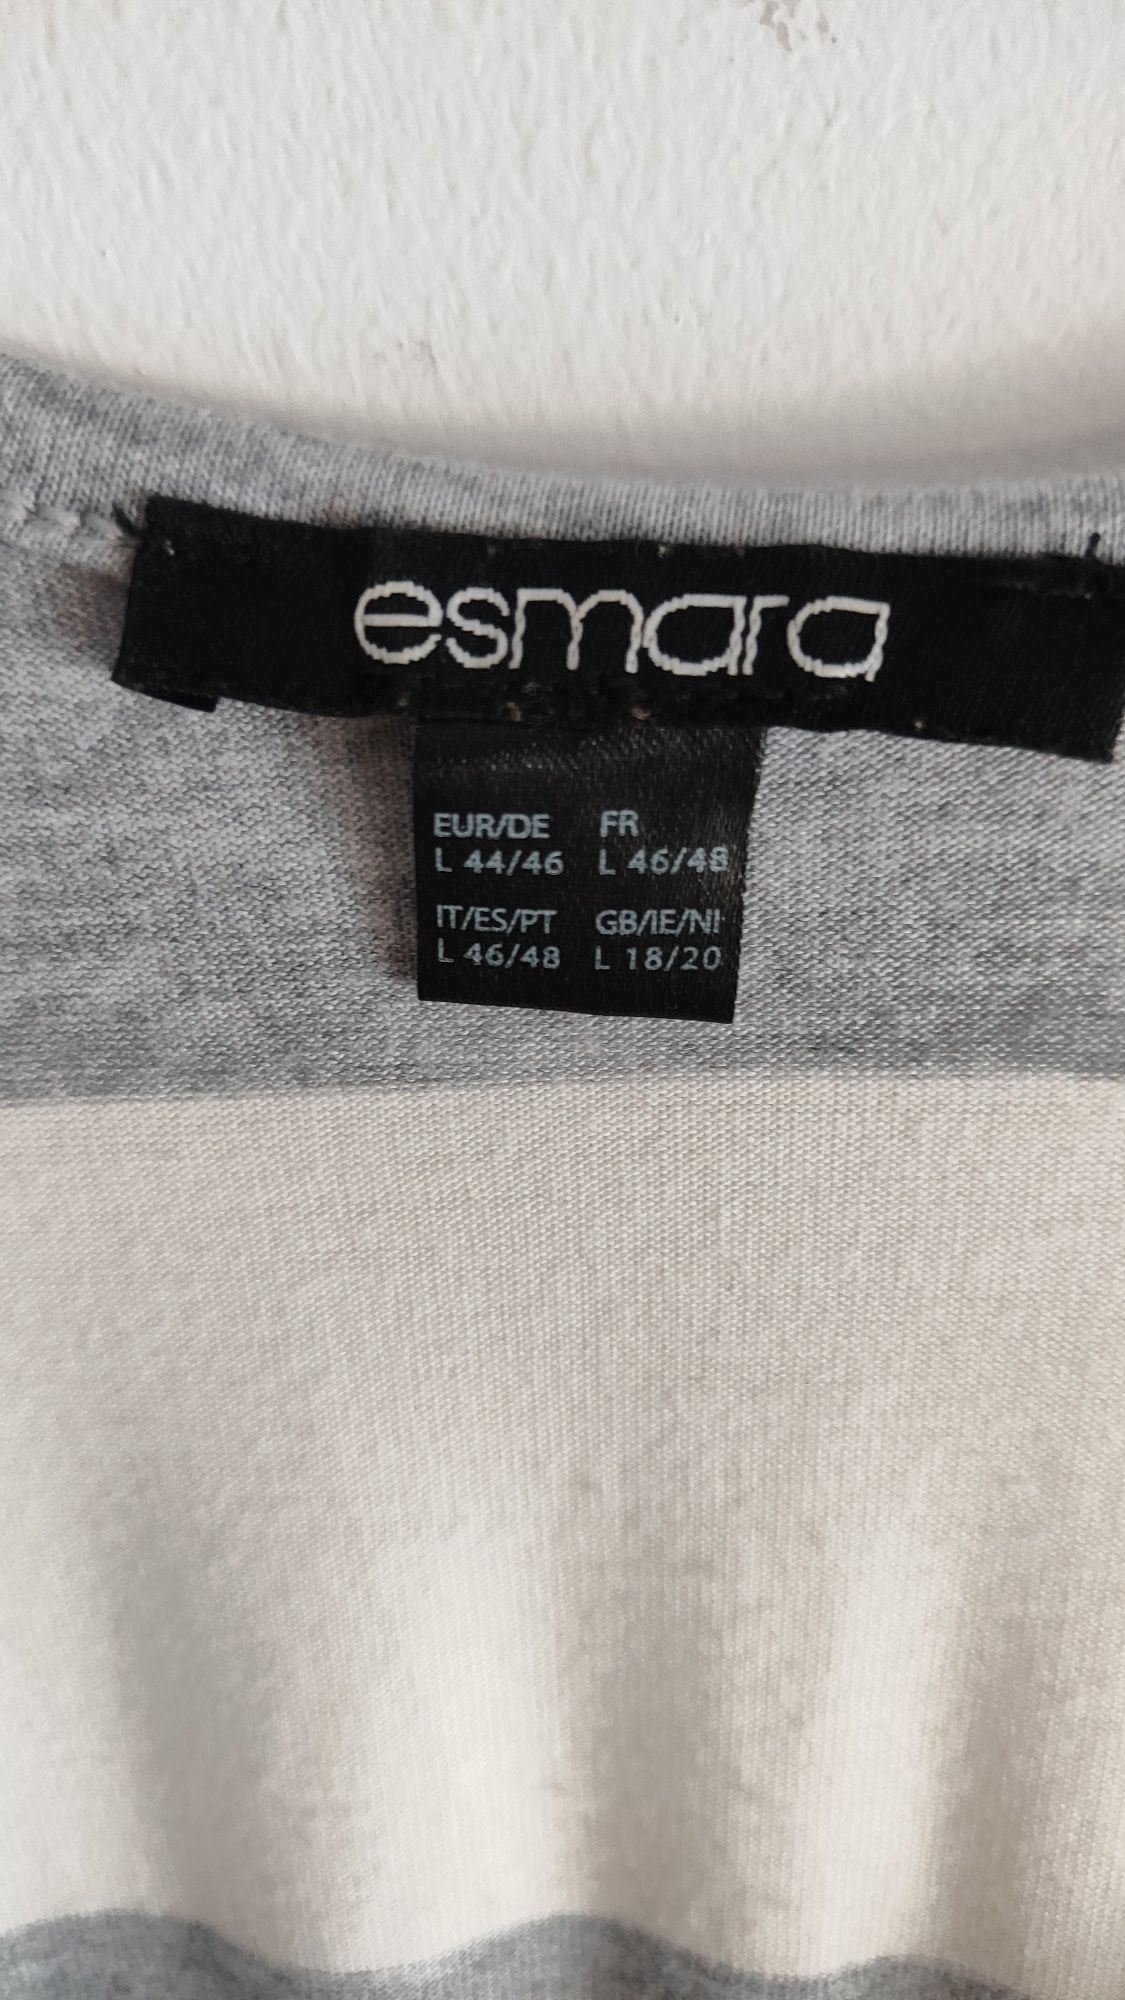 esmara
EUR/DE FR
L 44/46 L 46/48
IT/ES/PT GB/IE/NI
L 46/48 L 18/20